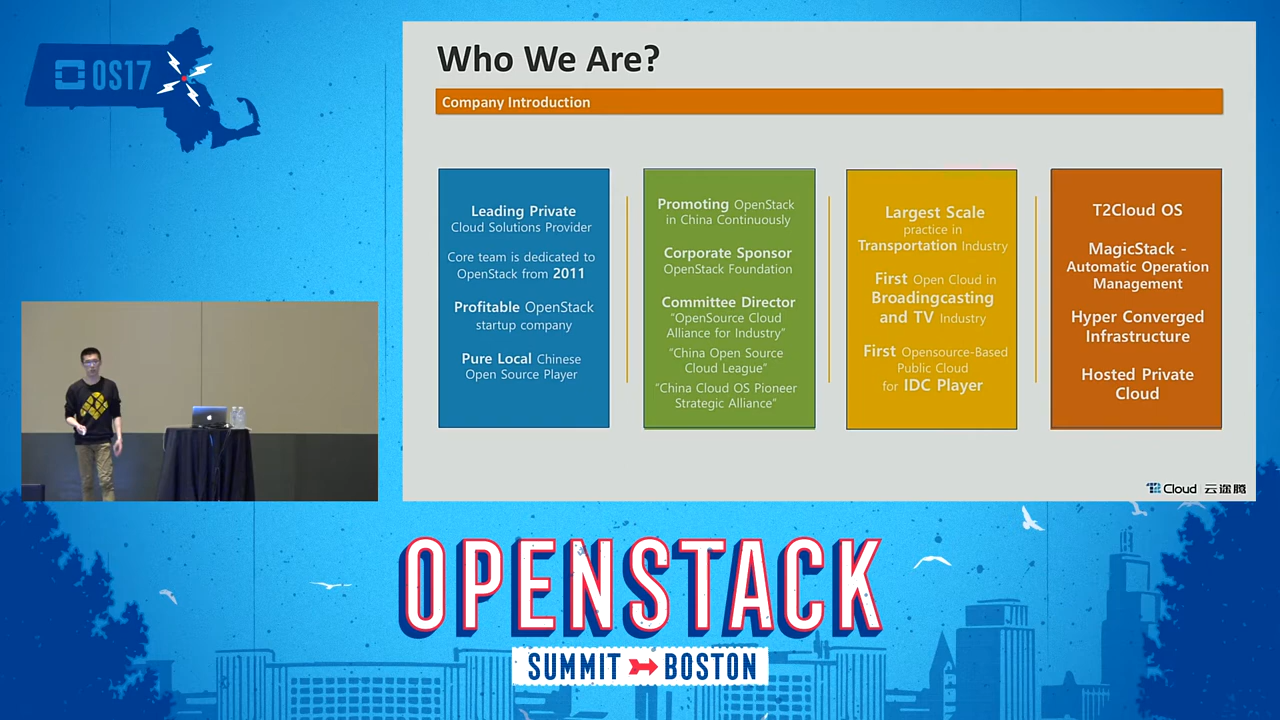 OS17
Who We Are?
Company Introduction
Leading Private
Cloud Solutions Provider
Core team is dedicated to
OpenStack from 2011
Profitable OpenStack
startup company
Pure Local Chinese
Open Source Player
Promoting OpenStack
in China Continuously
Corporate Sponsor
OpenStack Foundation
Committee Director
"OpenSource Cloud
Alliance for Industry"
"China Open Source
Cloud League"
"China Cloud OS Pioneer
Strategic Alliance"
Largest Scale
practice in
Transportation Industry
First Open Cloud in
Broadingcasting
and TV Industry
First Opensource-Based
Public Cloud
for IDC Player
T2Cloud OS
MagicStack -
Automatic Operation
Management
Hyper Converged
Infrastructure
Hosted Private
Cloud
T2Cloud 云途腾
OPENSTACK
SUMMIT BOSTON